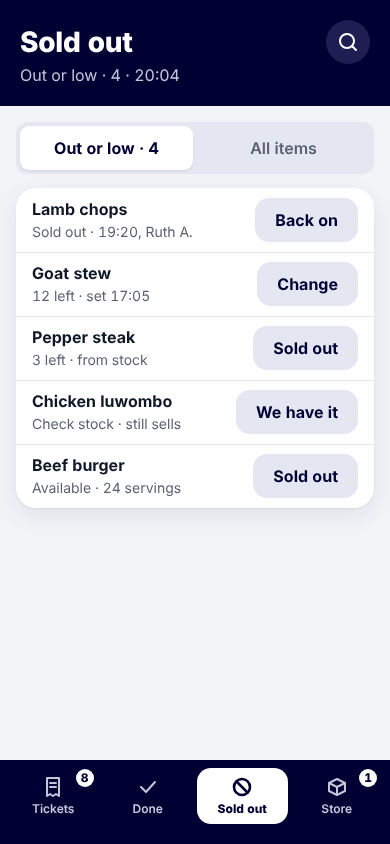 Sold out
Out or low · 4 · 20:04
Out or low · 4
All items
Lamb chops
Sold out · 19:20, Ruth A.
Back on
Goat stew
12 left · set 17:05
Change
Pepper steak
3 left · from stock
Sold out
Chicken luwombo
Check stock · still sells
We have it
Beef burger
Available · 24 servings
Sold out
8
Tickets
Done
Sold out
1
Store